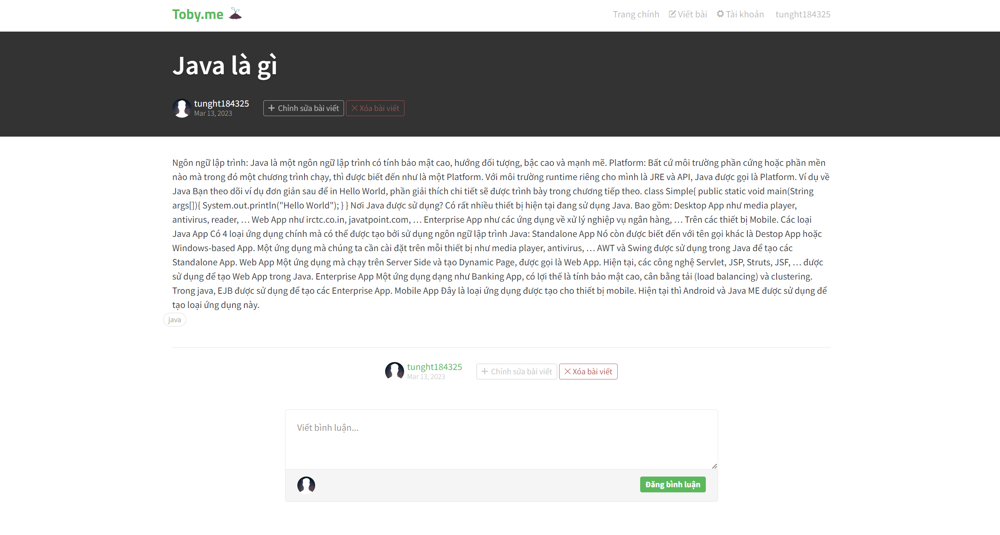 Toby.me
Trang chính Viết bài Tài khoản tunght184325
Java là gì
tunght184325
Mar 13, 2023
Chỉnh sửa bài viết Xóa bài viết
Ngôn ngữ lập trình: Java là một ngôn ngữ lập trình có tính bảo mật cao, hướng đối tượng, bậc cao và mạnh mẽ. Platform: Bất cứ môi trường phần cứng hoặc phần mền
nào mà trong đó một chương trình chạy, thì được biết đến như là một Platform. Với môi trường runtime riêng cho mình là JRE và API, Java được gọi là Platform. Ví dụ về
Java Bạn theo dõi ví dụ đơn giản sau để in Hello World, phần giải thích chi tiết sẽ được trình bày trong chương tiếp theo. class Simple{ public static void main(String
args[]){ System.out.println("Hello World"); } } Nơi Java được sử dụng? Có rất nhiều thiết bị hiện tại đang sử dụng Java. Bao gồm: Desktop App như media player,
antivirus, reader, … Web App như irctc.co.in, javatpoint.com, … Enterprise App như các ứng dụng về xử lý nghiệp vụ ngân hàng, … Trên các thiết bị Mobile. Các loại
Java App Có 4 loại ứng dụng chính mà có thể được tạo bởi sử dụng ngôn ngữ lập trình Java: Standalone App Nó còn được biết đến với tên gọi khác là Destop App hoặc
Windows-based App. Một ứng dụng mà chúng ta cần cài đặt trên mỗi thiết bị như media player, antivirus, … AWT và Swing được sử dụng trong Java để tạo các
Standalone App. Web App Một ứng dụng mà chạy trên Server Side và tạo Dynamic Page, được gọi là Web App. Hiện tại, các công nghệ Servlet, JSP, Struts, JSF, … được
sử dụng để tạo Web App trong Java. Enterprise App Một ứng dụng dạng như Banking App, có lợi thế là tính bảo mật cao, cân bằng tải (load balancing) và clustering.
Trong java, EJB được sử dụng để tạo các Enterprise App. Mobile App Đây là loại ứng dụng được tạo cho thiết bị mobile. Hiện tại thì Android và Java ME được sử dụng để
tạo loại ứng dụng này.
java
tunght184325
Mar 13, 2023
Chỉnh sửa bài viết Xóa bài viết
Viết bình luận...
Đăng bình luận